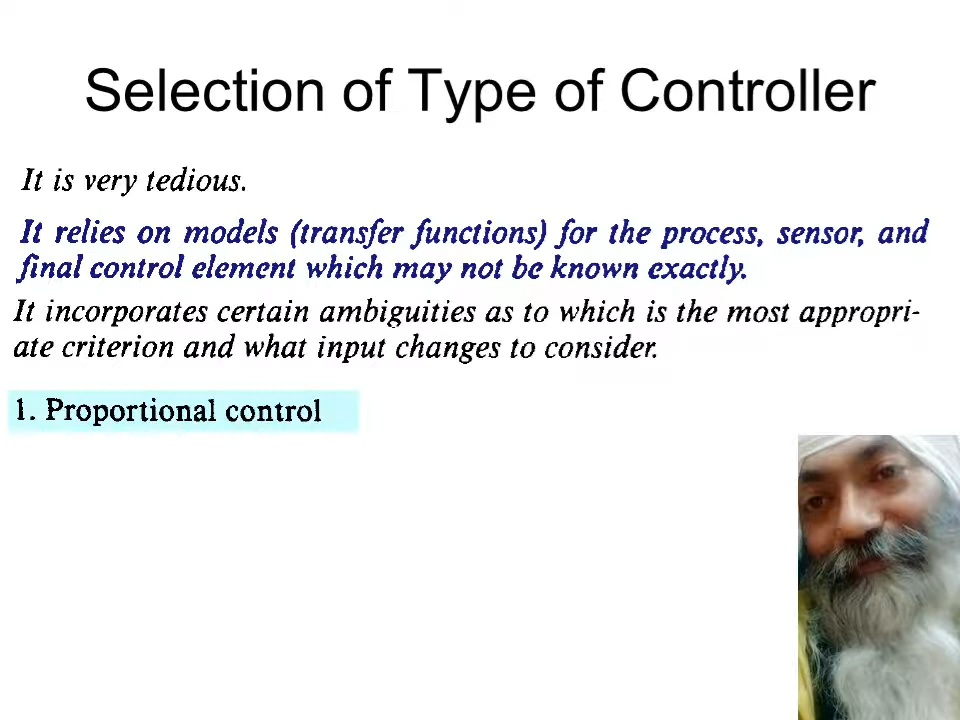 Selection of Type of Controller
It is very tedious.
It relies on models (transfer functions) for the process, sensor, and
final control element which may not be known exactly.
It incorporates certain ambiguities as to which is the most appropri-
ate criterion and what input changes to consider.
1. Proportional control